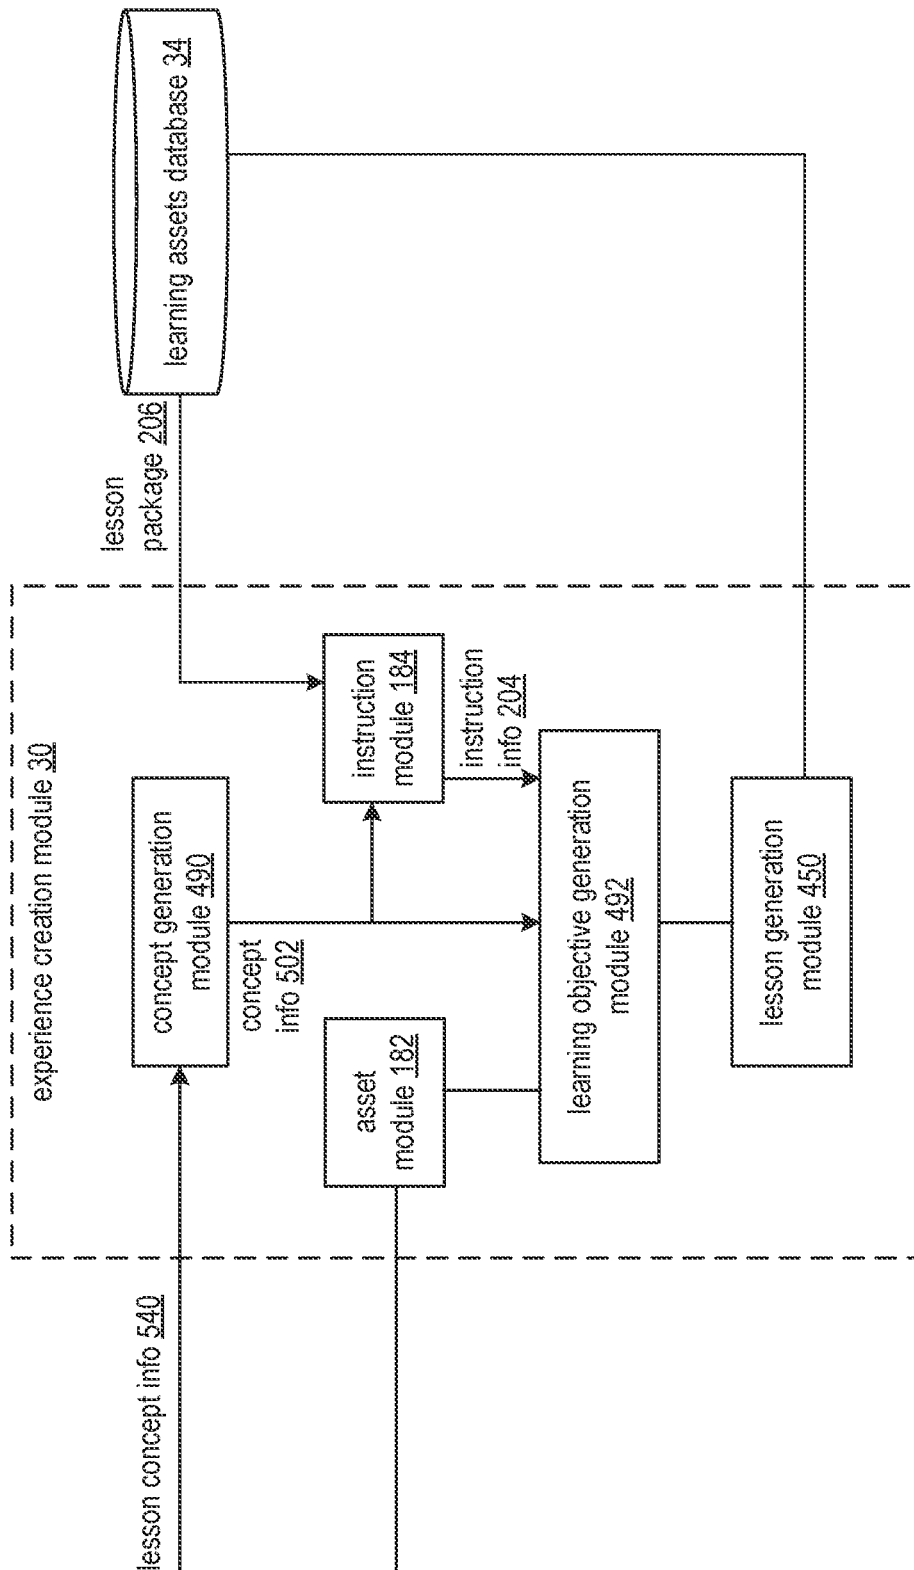 experience creation module 30
lesson concept info 540
concept generation
module 490
lesson
package 206
learning assets database 34
concept
info 502
asset
module 182
instruction
module 184
instruction
info 204
learning objective generation
module 492
lesson generation
module 450